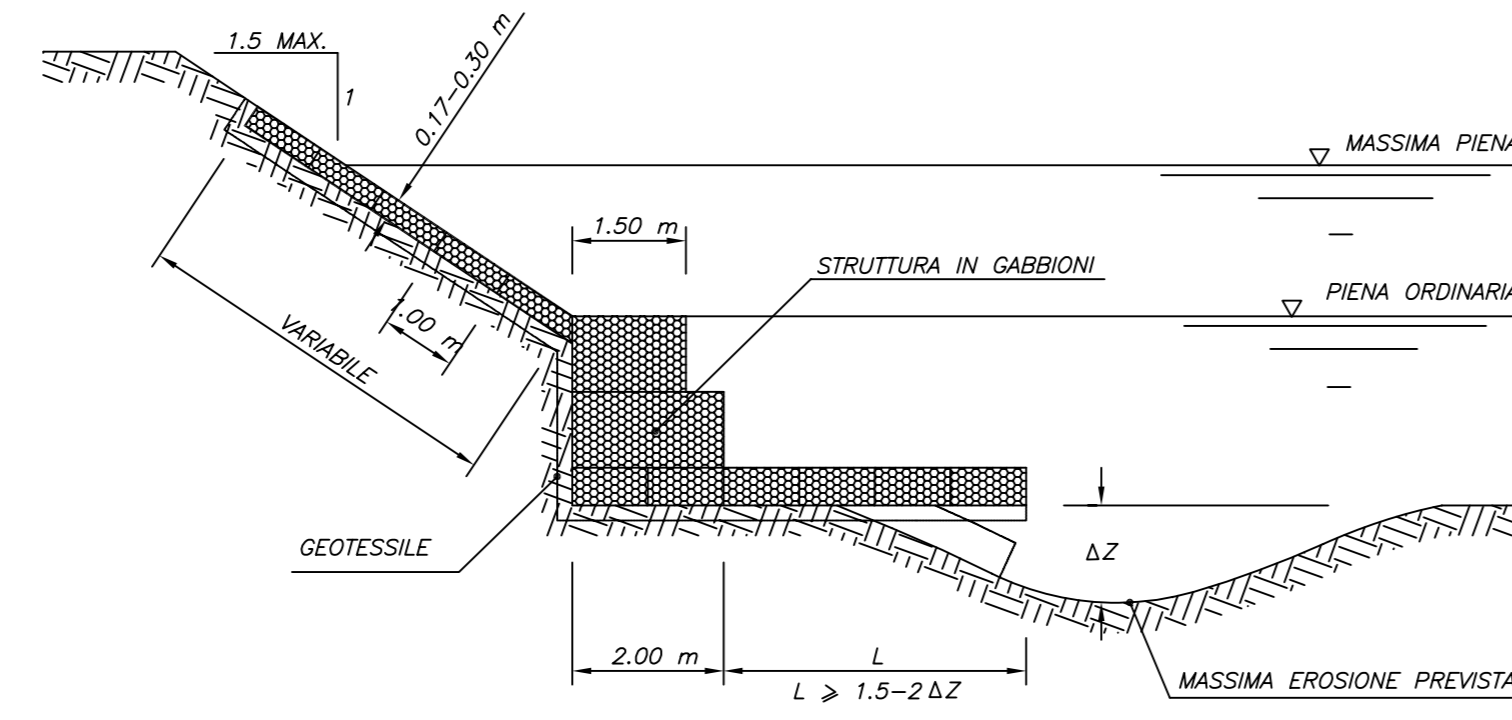 1.5 MAX.
1
0.17-0.30 m
MASSIMA PIENA
1.50 m
STRUTTURA IN GABBIONI
PIENA ORDINARIA
1.00 m
VARIABILE
GEOTESSILE
ΔZ
2.00 m
L
L ⩾ 1.5-2 ΔZ
MASSIMA EROSIONE PREVISTA